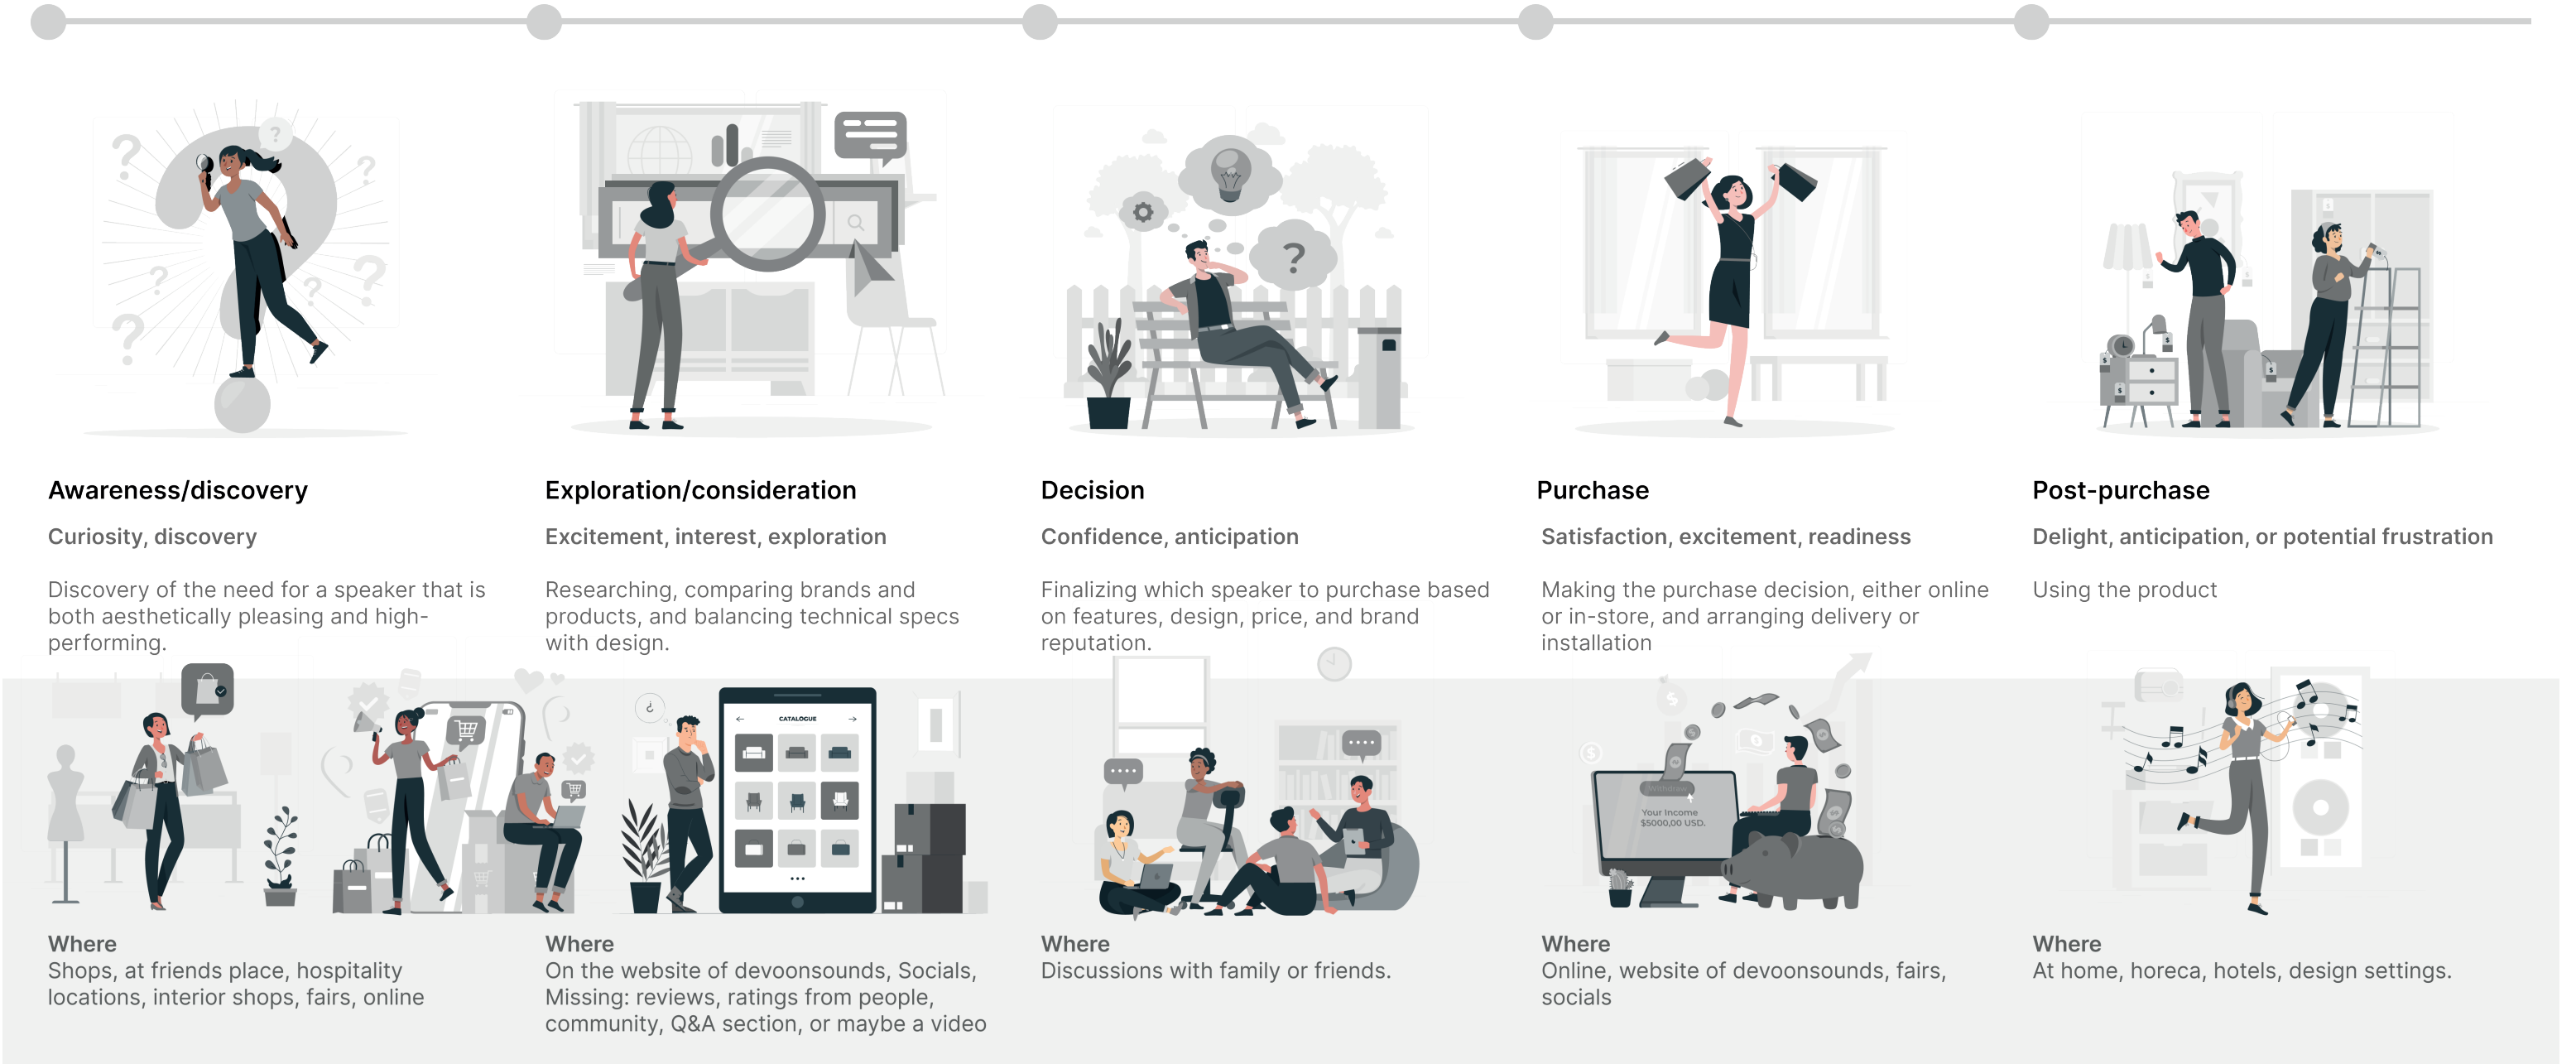 Awareness/discovery
Curiosity, discovery
Discovery of the need for a speaker that is
both aesthetically pleasing and high-
performing.
Exploration/consideration
Excitement, interest, exploration
Researching, comparing brands and
products, and balancing technical specs
with design.
Decision
Confidence, anticipation
Finalizing which speaker to purchase based
on features, design, price, and brand
reputation.
Purchase
Satisfaction, excitement, readiness
Making the purchase decision, either online
or in-store, and arranging delivery or
installation
Post-purchase
Delight, anticipation, or potential frustration
Using the product
CATALOGUE
Withdraw
Your Income
$5000,00 USD.
Where
Shops, at friends place, hospitality
locations, interior shops, fairs, online
Where
On the website of devoonsounds, Socials,
Missing: reviews, ratings from people,
community, Q&A section, or maybe a video
Where
Discussions with family or friends.
Where
Online, website of devoonsounds, fairs,
socials
Where
At home, horeca, hotels, design settings.